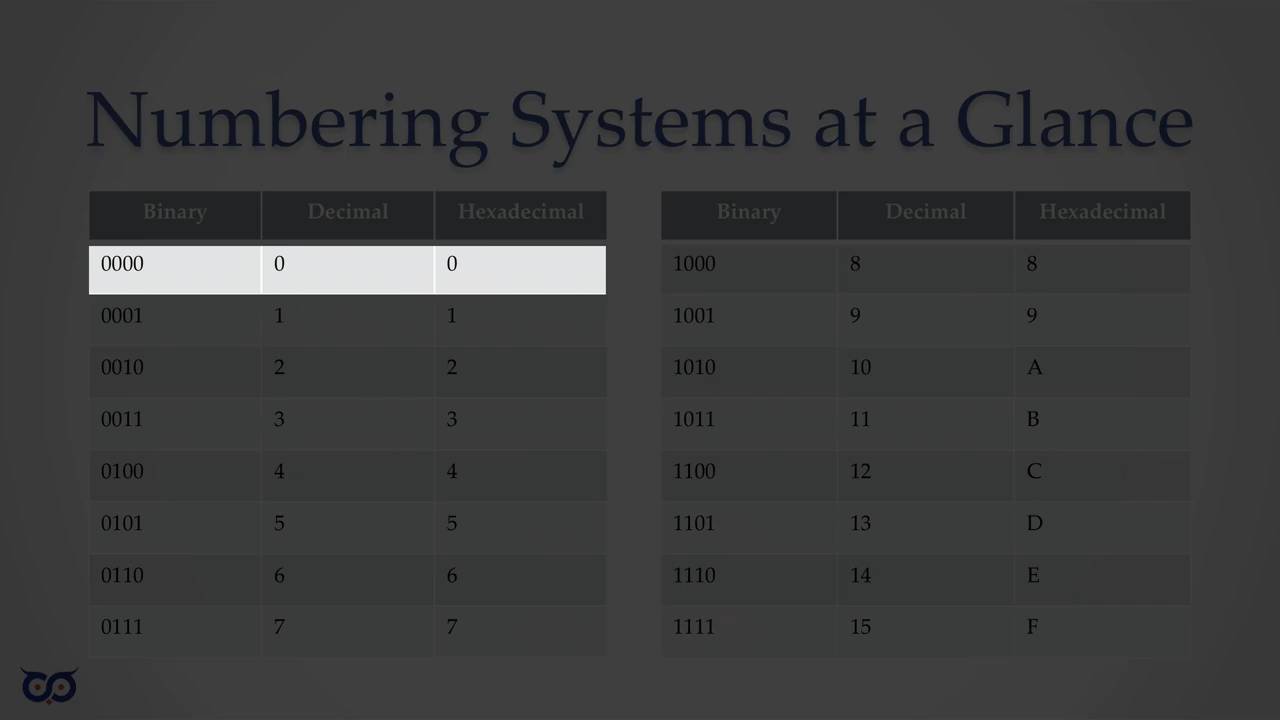 Numbering Systems at a Glance
Binary Decimal Hexadecimal
0000 0 0
0001 1 1
0010 2 2
0011 3 3
0100 4 4
0101 5 5
0110 6 6
0111 7 7
Binary Decimal Hexadecimal
1000 8 8
1001 9 9
1010 10 A
1011 11 B
1100 12 C
1101 13 D
1110 14 E
1111 15 F